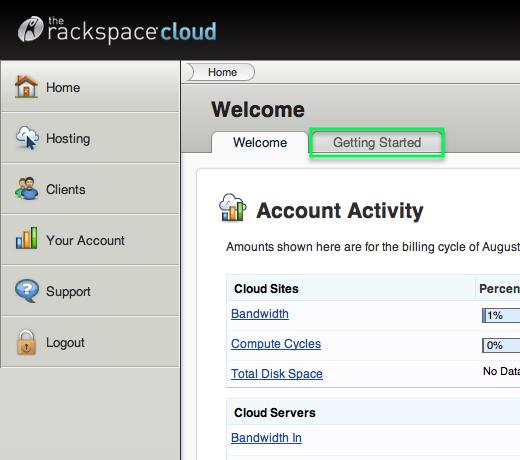 the
rackspace cloud
Home
Hosting
Clients
Your Account
Support
Logout
Home
Welcome
Welcome
Getting Started
Account Activity
Amounts shown here are for the billing cycle of August
Cloud Sites
Percen
Bandwidth
1%
Compute Cycles
0%
Total Disk Space
No Data
Cloud Servers
Bandwidth In